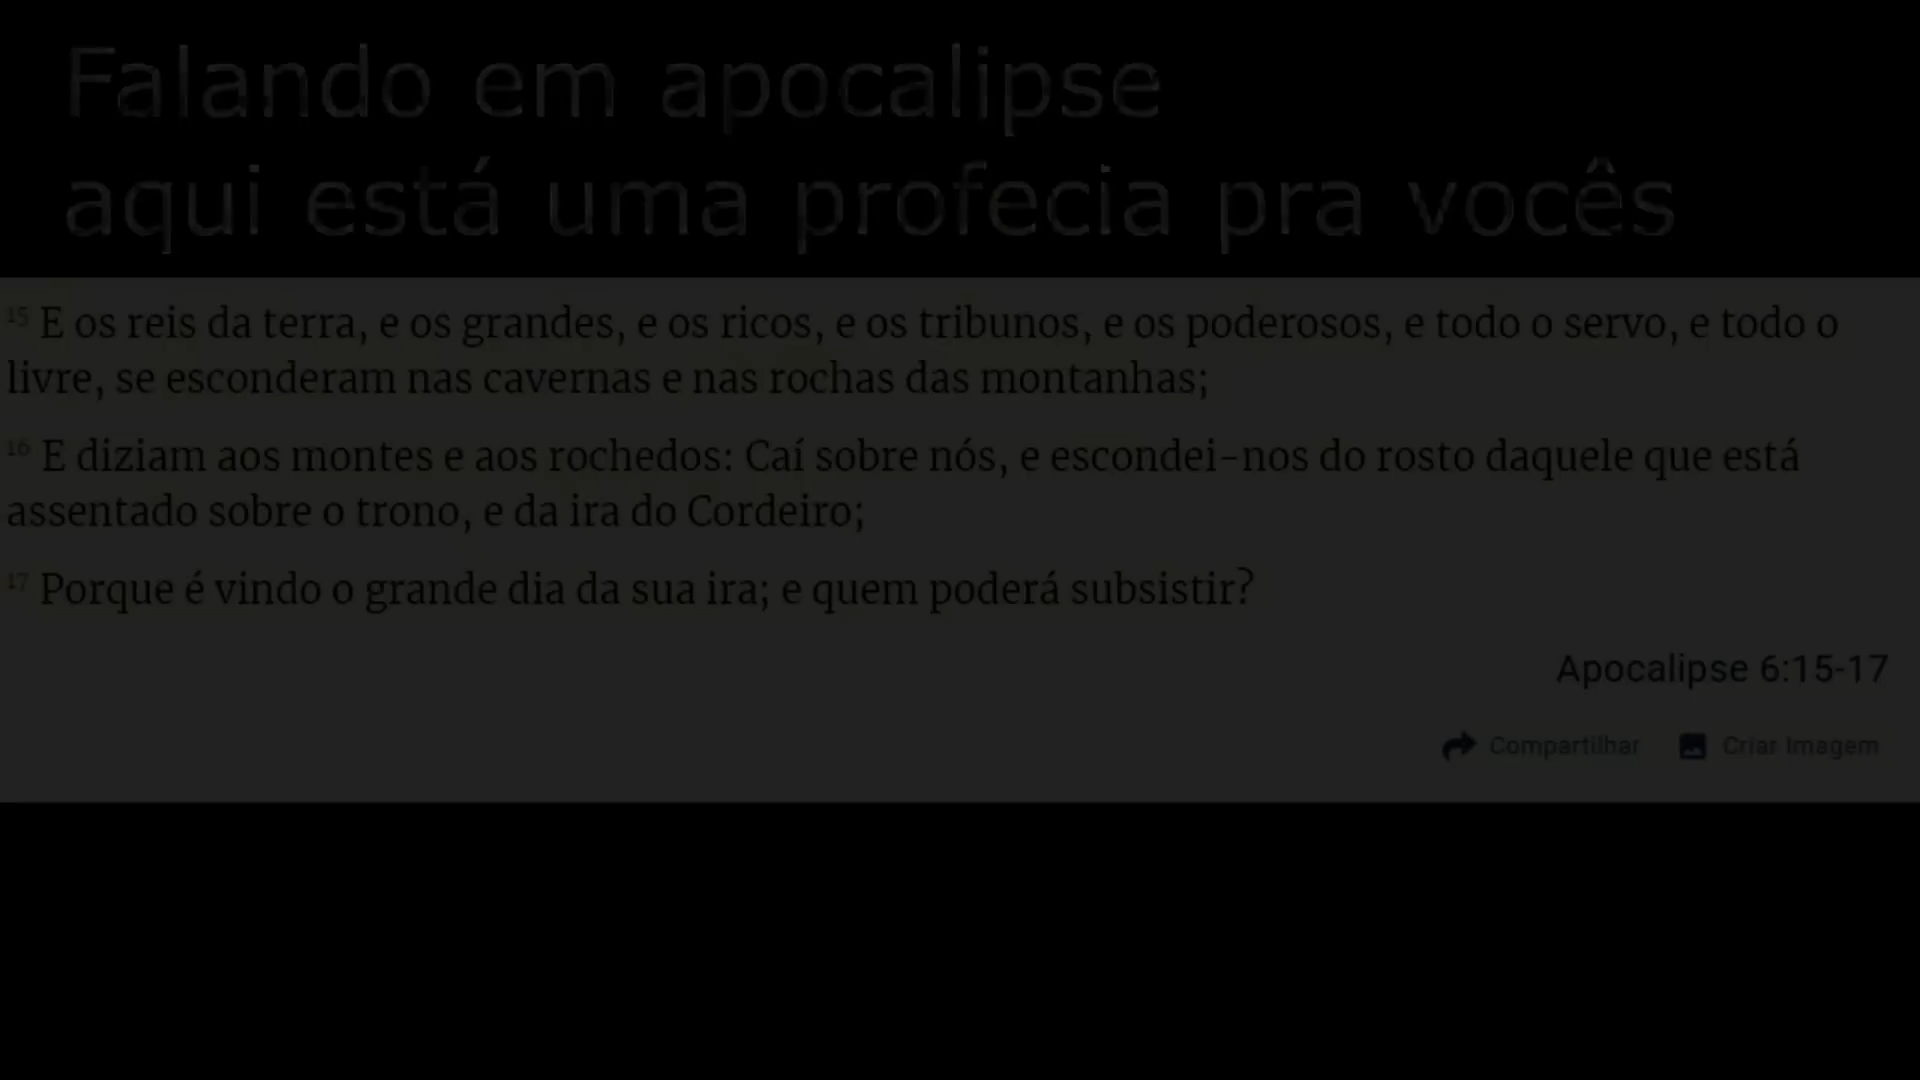 Falando em apocalipse
aqui está uma profecia pra vocês
15 E os reis da terra, e os grandes, e os ricos, e os tribunos, e os poderosos, e todo o servo, e todo o
livre, se esconderam nas cavernas e nas rochas das montanhas;
16 E diziam aos montes e aos rochedos: Caí sobre nós, e escondei-nos do rosto daquele que está
assentado sobre o trono, e da ira do Cordeiro;
17 Porque é vindo o grande dia da sua ira; e quem poderá subsistir?
Apocalipse 6:15-17
Compartilhar Criar Imagem